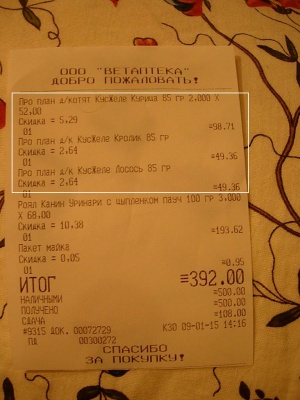 ООО "ВЕТАПТЕКА"
ДОБРО ПОЖАЛОВАТЬ!
Про план д/котят КусЖеле Курица 85 гр 2.000 X
52.00
Скидка = 5,29
01 =98.71
Про план д/к КусЖеле Кролик 85 гр
Скидка = 2,64
01 =49.36
Про план д/к КусЖеле Лосось 85 гр
Скидка = 2,64
01 =49.36
Роял Канин Уринари с цыпленком пауч 100 гр 3.000
X 68.00
Скидка = 10,38
01 =193.62
Пакет майка
Скидка = 0,05
01 =0.95
ИТОГ =392.00
НАЛИЧНЫМИ =500.00
ПОЛУЧЕНО =500.00
СДАЧА =108.00
#9315 ДОК. 00072729 К30 09-01-15 14:16
ПД 00300272
СПАСИБО
ЗА ПОКУПКУ!